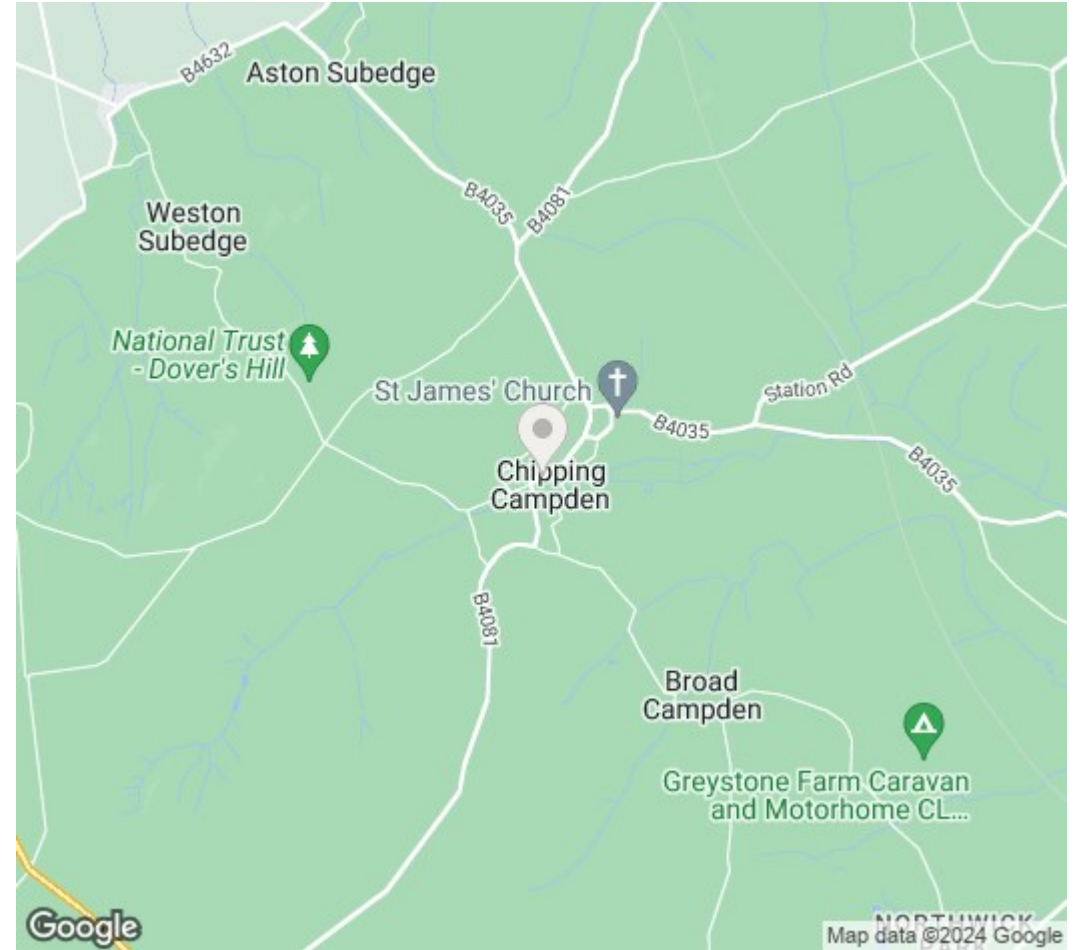 B4632
Aston Subedge
B4035
B4081
Weston
Subedge
National Trust
- Dover's Hill
St James' Church
Station Rd
B4035
B4035
Chipping
Campden
B4081
Broad
Campden
Greystone Farm Caravan
and Motorhome CL...
NORTHWICK
Google
Map data ©2024 Google